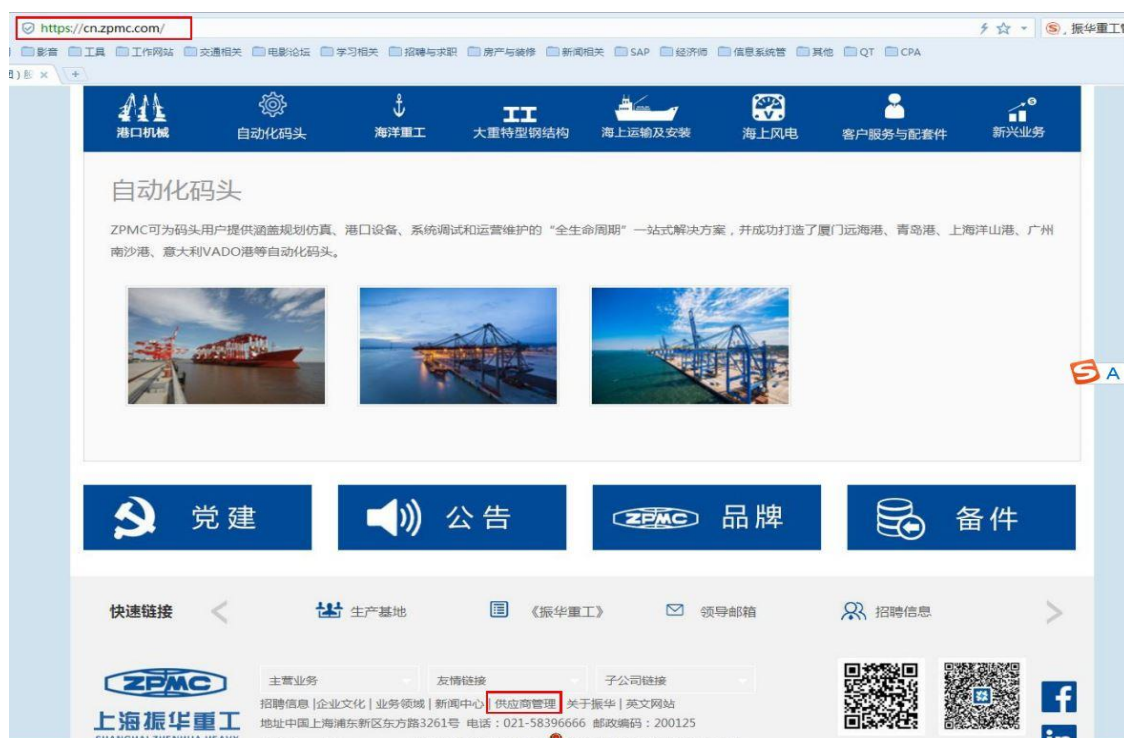 https://cn.zpmc.com/
振华重工
影音 工具 工作网站 交通相关 电影论坛 学习相关 招聘与求职 房产与装修 新闻相关 SAP 经济师 信息系统管 其他 QT CPA
港口机械 自动化码头 海洋重工 大重特型钢结构 海上运输及安装 海上风电 客户服务与配套件 新兴业务
自动化码头
ZPMC可为码头用户提供涵盖规划仿真、港口设备、系统调试和运营维护的“全生命周期”一站式解决方案，并成功打造了厦门远海港、青岛港、上海洋山港、广州
南沙港、意大利VADO港等自动化码头。
A
党建 公告 ZPMC 品牌 备件
快速链接 生产基地 《振华重工》 领导邮箱 招聘信息
ZPMC
上海振华重工
主营业务 友情链接 子公司链接
招聘信息 | 企业文化 | 业务领域 | 新闻中心 | 供应商管理 关于振华 | 英文网站
地址中国上海浦东新区东方路3261号 电话：021-58396666 邮政编码：200125